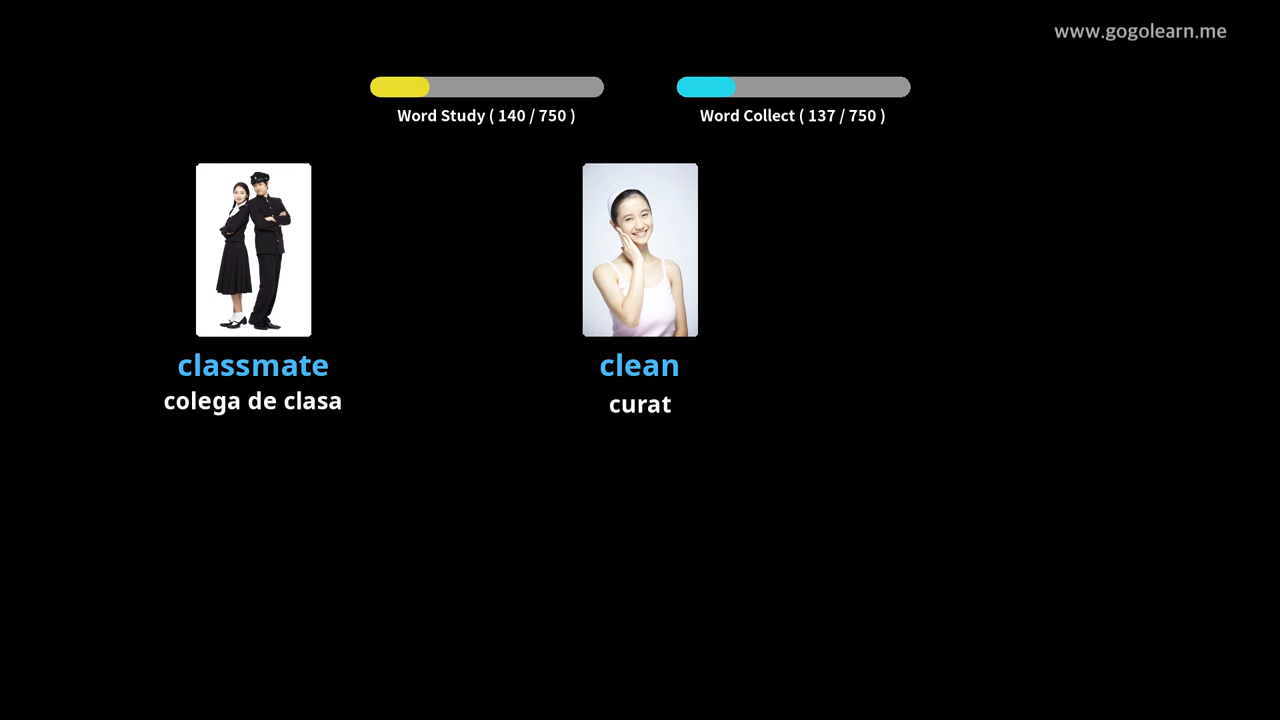 www.gogolearn.me
Word Study ( 140 / 750 )
Word Collect ( 137 / 750 )
classmate
colega de clasa
clean
curat